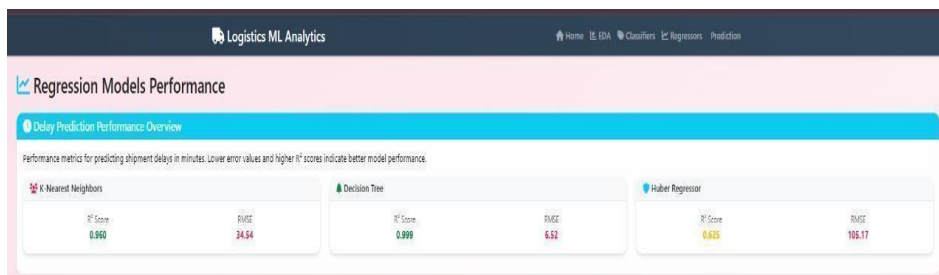 Logistics ML Analytics
Home EDA Classifiers Regressors Prediction
Regression Models Performance
Delay Prediction Performance Overview
Performance metrics for predicting shipment delays in minutes. Lower error values and higher R² scores indicate better model performance.
K-Nearest Neighbors
R² Score RMSE
0.960 34.54
Decision Tree
R² Score RMSE
0.999 6.52
Huber Regressor
R² Score RMSE
0.625 105.17